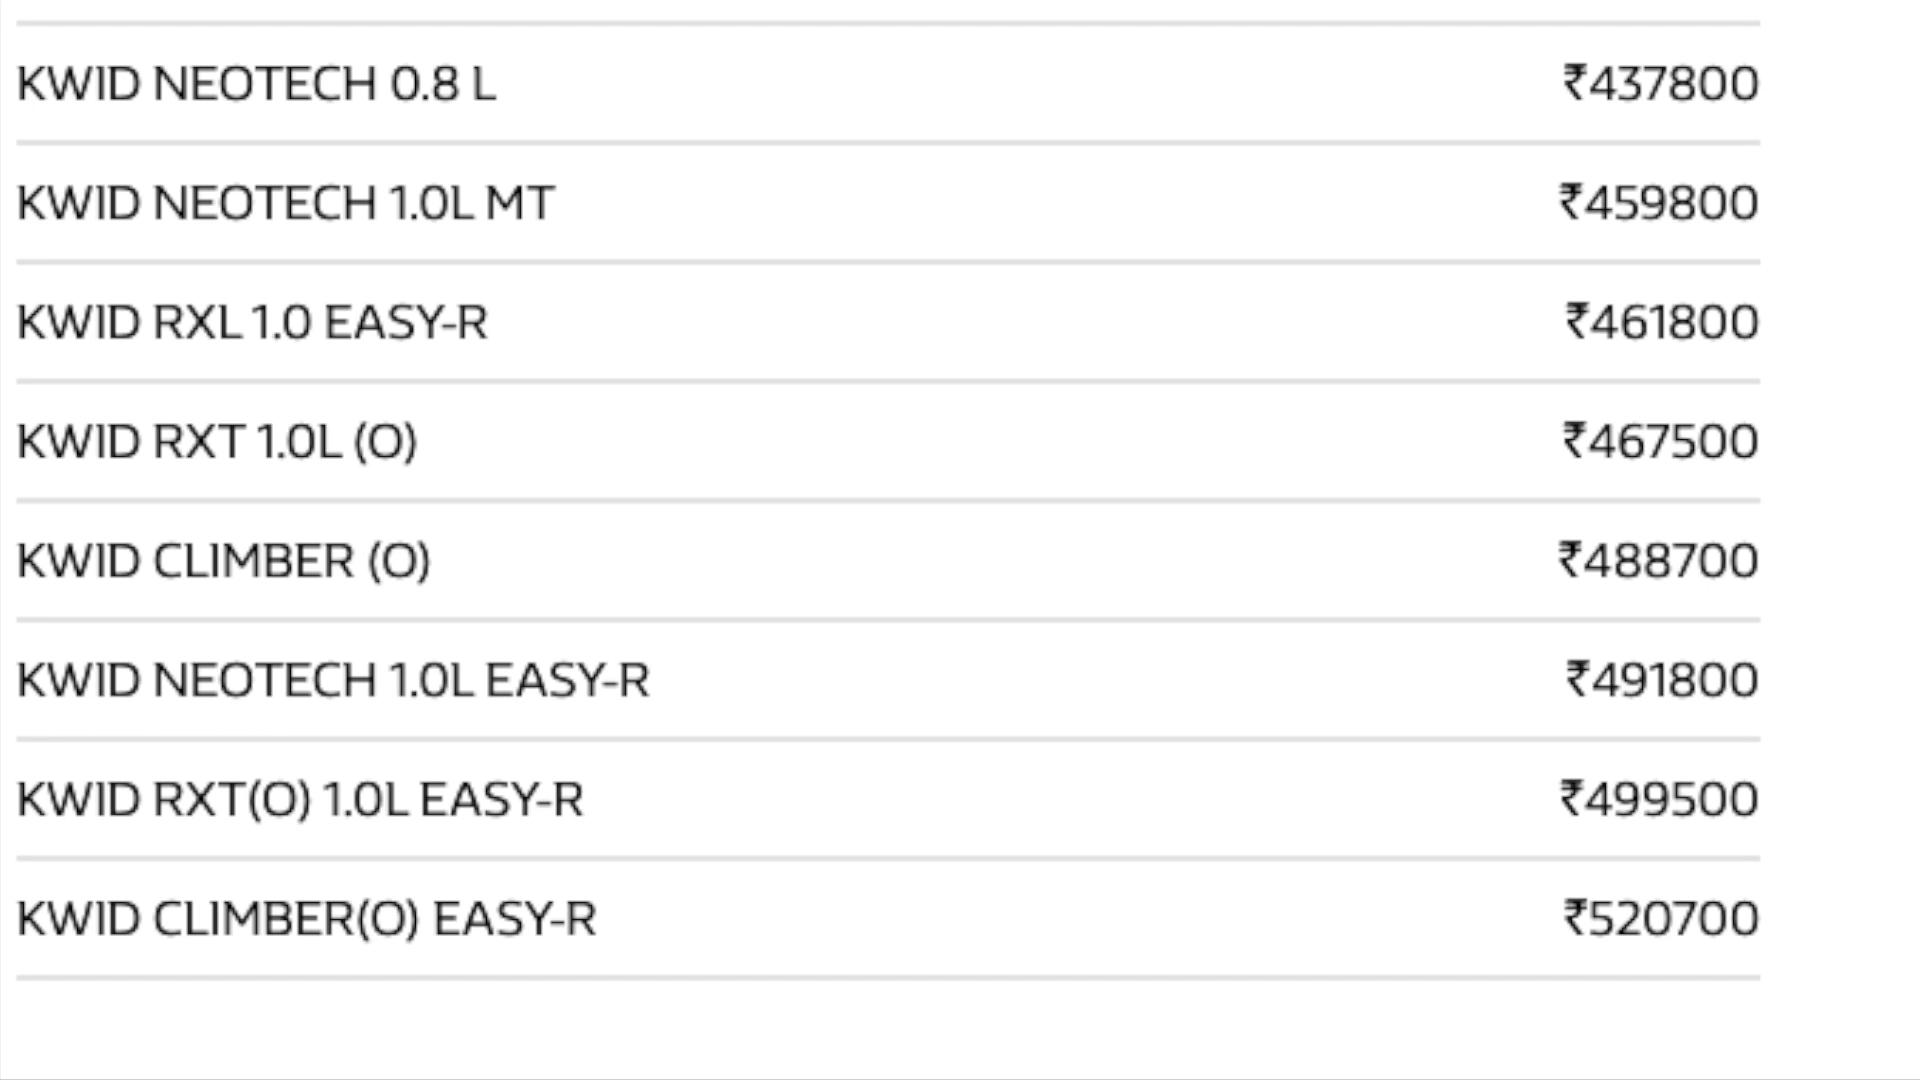 KWID NEOTECH 0.8 L ₹437800
KWID NEOTECH 1.0L MT ₹459800
KWID RXL 1.0 EASY-R ₹461800
KWID RXT 1.0L (O) ₹467500
KWID CLIMBER (O) ₹488700
KWID NEOTECH 1.0L EASY-R ₹491800
KWID RXT(O) 1.0L EASY-R ₹499500
KWID CLIMBER(O) EASY-R ₹520700